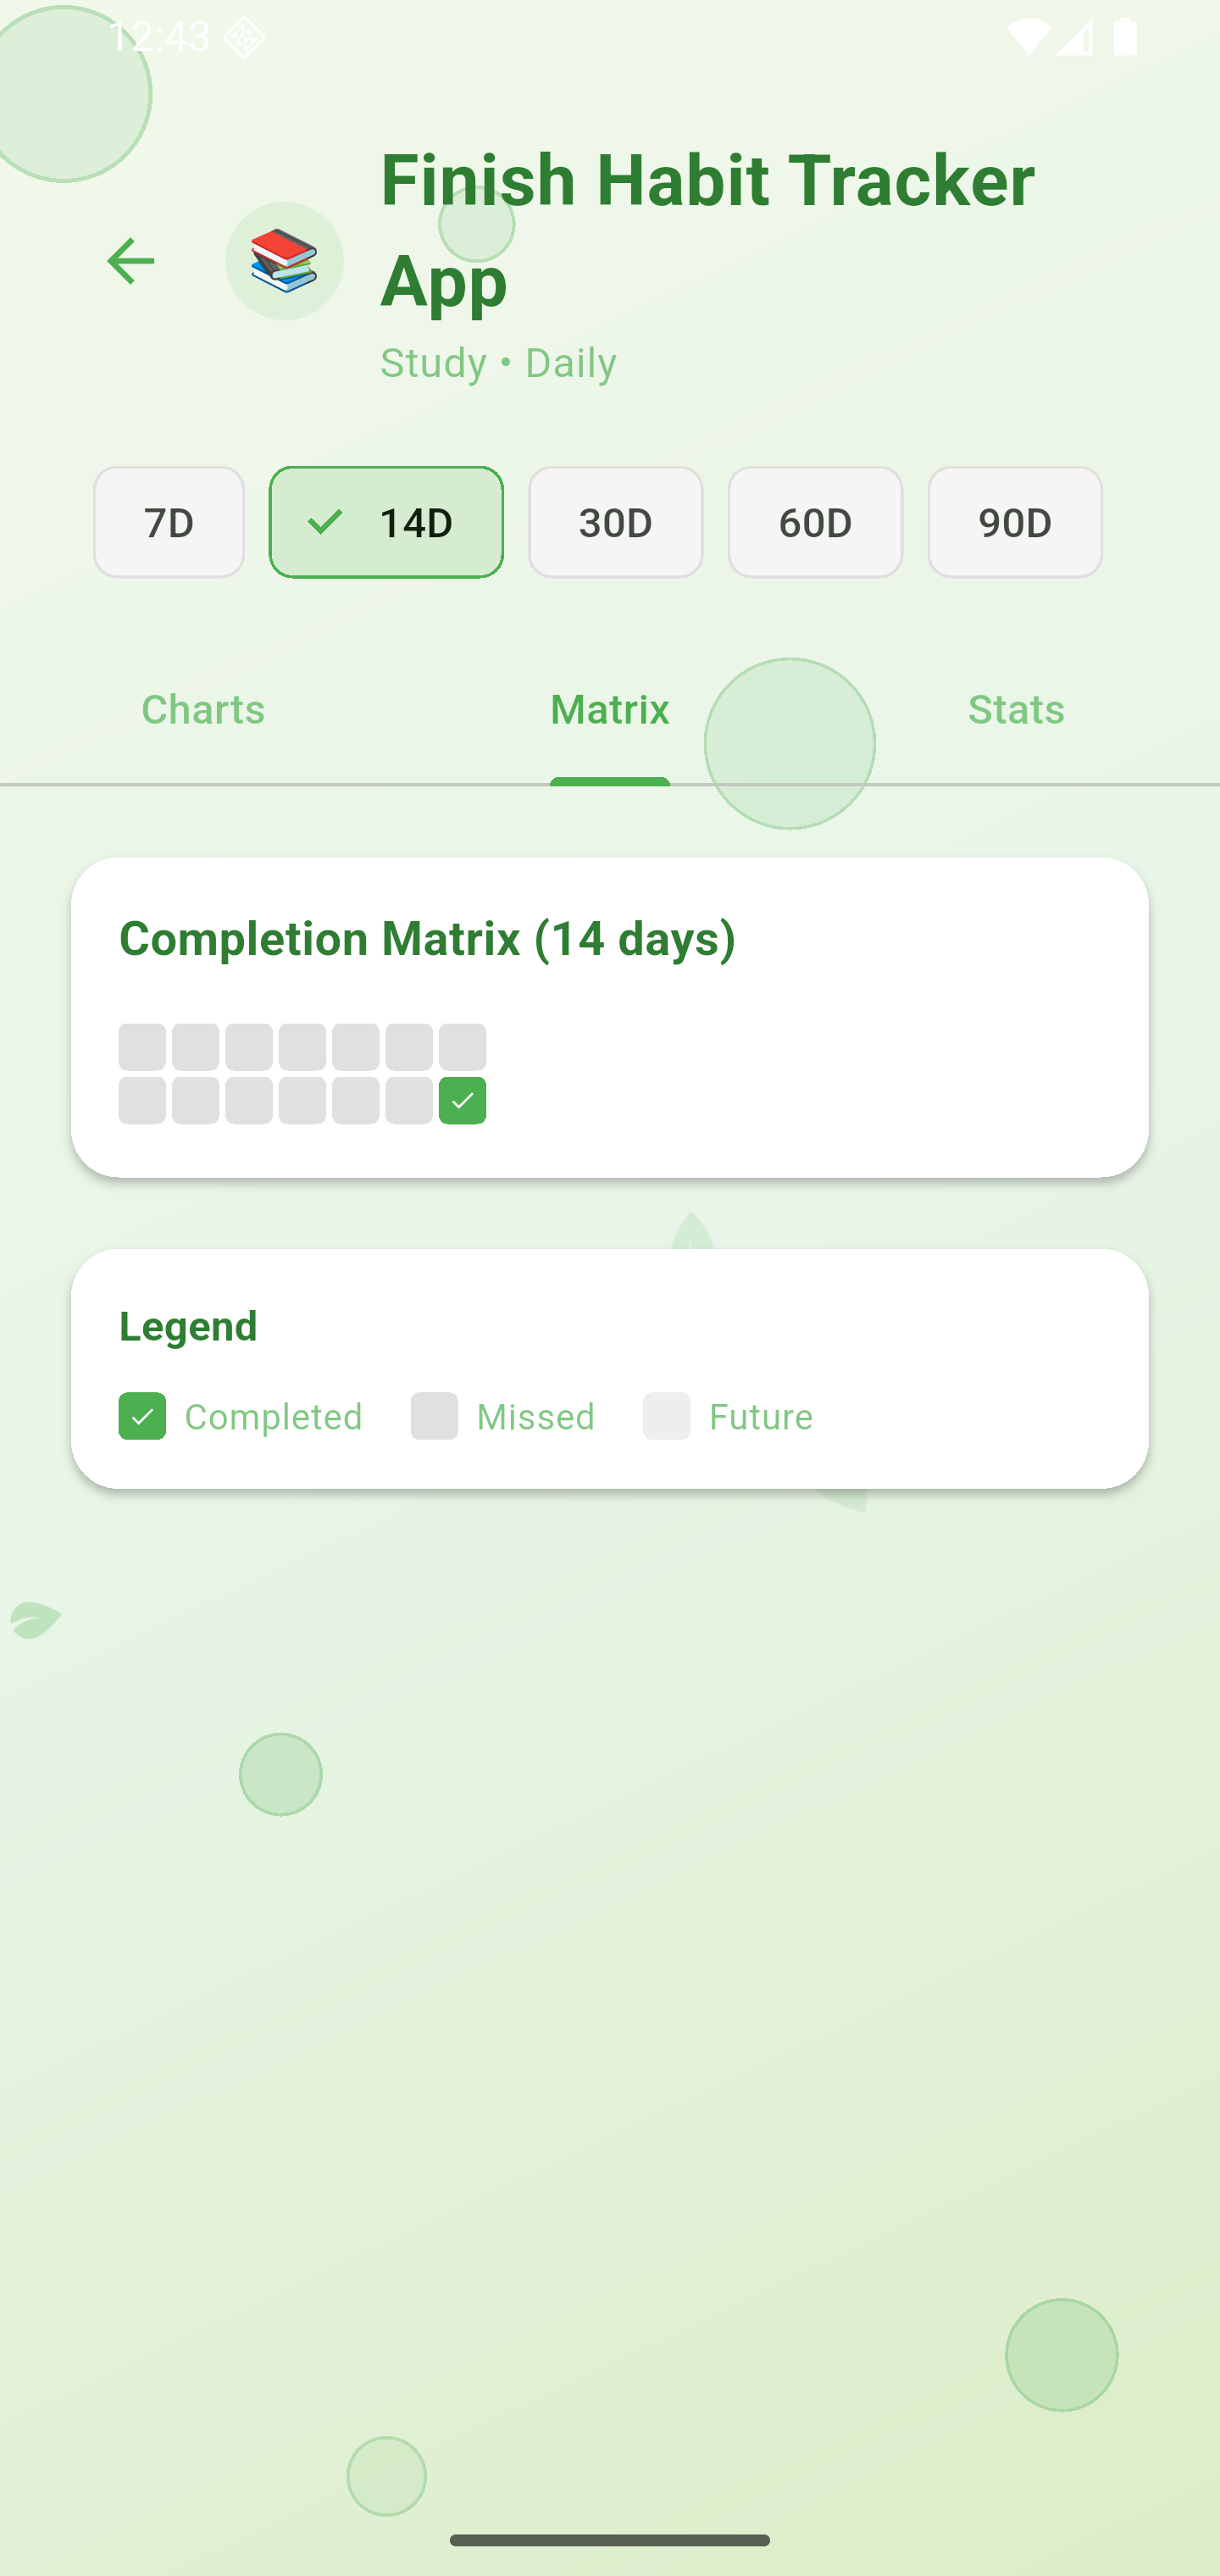 12:43
Finish Habit Tracker
App
Study • Daily
7D 14D 30D 60D 90D
Charts Matrix Stats
Completion Matrix (14 days)
Legend
Completed Missed Future